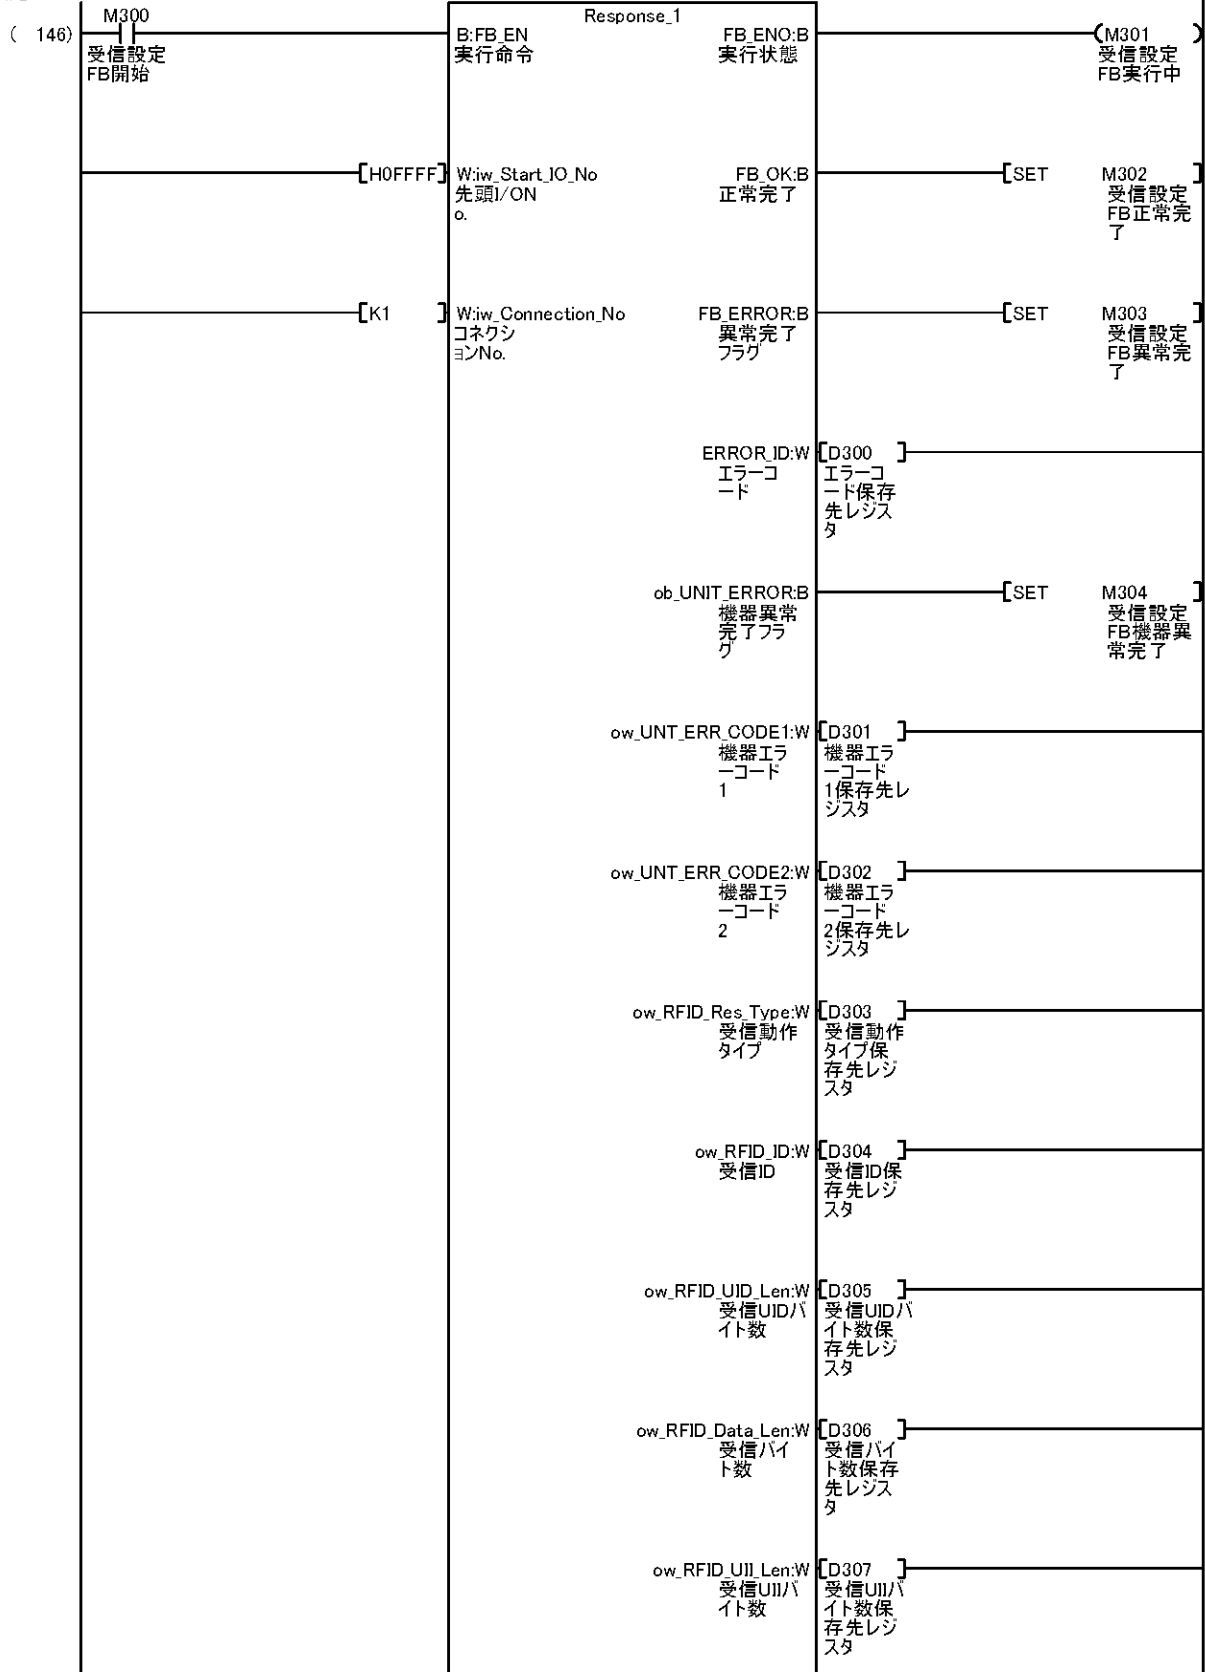 M300
Response_1
( 146)
B:FB_EN
FB_ENO:B
M301
受信設定
FB開始
実行命令
実行状態
受信設定
FB実行中
H0FFFF
W:iw_Start_IO_No
先頭I/ON
o.
FB_OK:B
正常完了
SET M302
受信設定
FB正常完
了
K1
W:iw_Connection_No
コネクシ
ョンNo.
FB_ERROR:B
異常完了
フラグ
SET M303
受信設定
FB異常完
了
ERROR_ID:W
エラーコ
ード
D300
エラーコ
ード保存
先レジス
タ
ob_UNIT_ERROR:B
機器異常
完了フラ
グ
SET M304
受信設定
FB機器異
常完了
ow_UNT_ERR_CODE1:W
機器エラ
ーコード
1
D301
機器エラ
ーコード
1保存先レ
ジスタ
ow_UNT_ERR_CODE2:W
機器エラ
ーコード
2
D302
機器エラ
ーコード
2保存先レ
ジスタ
ow_RFID_Res_Type:W
受信動作
タイプ
D303
受信動作
タイプ保
存先レジ
スタ
ow_RFID_ID:W
受信ID
D304
受信ID保
存先レジ
スタ
ow_RFID_UID_Len:W
受信UIDバ
イト数
D305
受信UIDバ
イト数保
存先レジ
スタ
ow_RFID_Data_Len:W
受信バイ
ト数
D306
受信バイ
ト数保存
先レジス
タ
ow_RFID_UII_Len:W
受信UIIバ
イト数
D307
受信UIIバ
イト数保
存先レジ
スタ